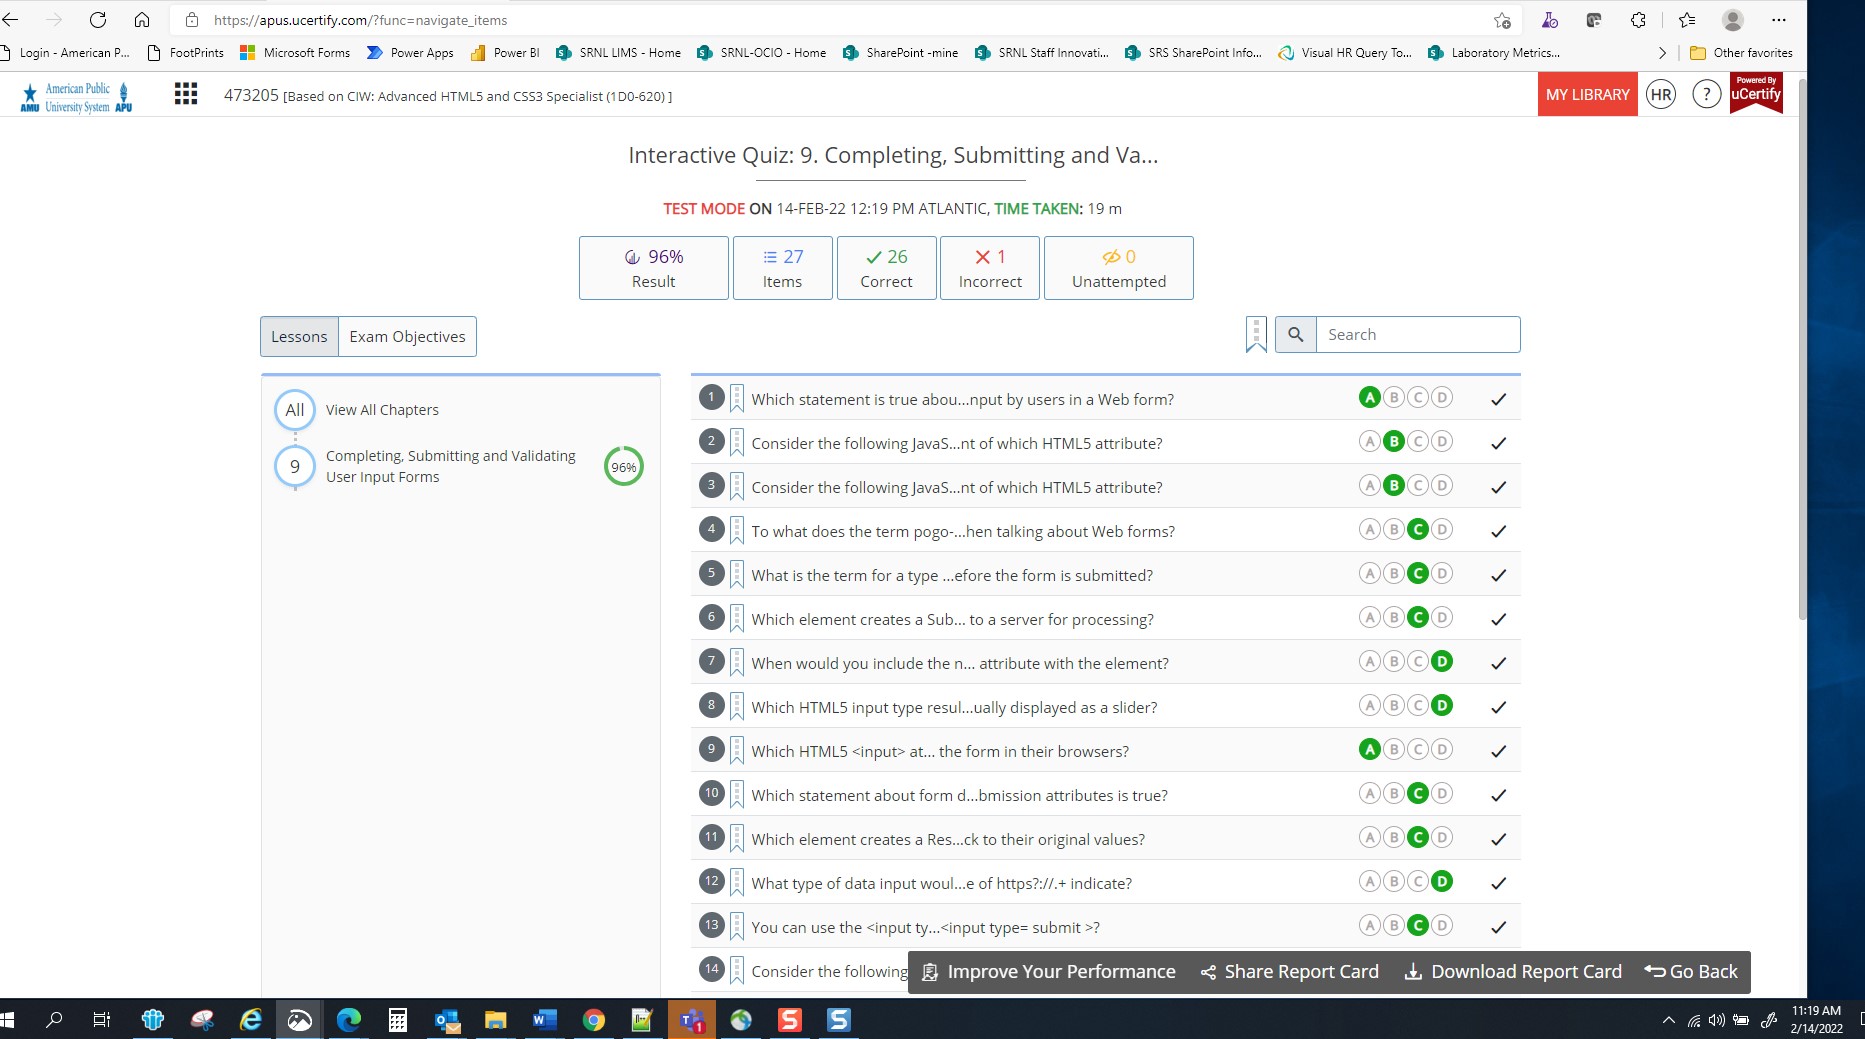 https://apus.ucertify.com/?func=navigate_items
Login - American P... FootPrints Microsoft Forms Power Apps Power BI SRNL LIMS - Home SRNL-OCIO - Home SharePoint -mine SRNL Staff Innovati... SRS SharePoint Info... Visual HR Query To... Laboratory Metrics... Other favorites
American Public
AMU University System APU
473205 [Based on CIW: Advanced HTML5 and CSS3 Specialist (1D0-620) ]
MY LIBRARY HR ?
Powered By
uCertify
Interactive Quiz: 9. Completing, Submitting and Va...
TEST MODE ON 14-FEB-22 12:19 PM ATLANTIC, TIME TAKEN: 19 m
96% 27 26 1 0
Result Items Correct Incorrect Unattempted
Lessons Exam Objectives
Search
All View All Chapters
9 Completing, Submitting and Validating
User Input Forms
96%
1 Which statement is true abou...nput by users in a Web form? A B C D
2 Consider the following JavaS...nt of which HTML5 attribute? A B C D
3 Consider the following JavaS...nt of which HTML5 attribute? A B C D
4 To what does the term pogo-...hen talking about Web forms? A B C D
5 What is the term for a type ...efore the form is submitted? A B C D
6 Which element creates a Sub... to a server for processing? A B C D
7 When would you include the n... attribute with the element? A B C D
8 Which HTML5 input type resul...ually displayed as a slider? A B C D
9 Which HTML5 <input> at... the form in their browsers? A B C D
10 Which statement about form d...bmission attributes is true? A B C D
11 Which element creates a Res...ck to their original values? A B C D
12 What type of data input woul...e of https?://.+ indicate? A B C D
13 You can use the <input ty...<input type= submit >? A B C D
14 Consider the following
Improve Your Performance Share Report Card Download Report Card Go Back
11:19 AM
2/14/2022